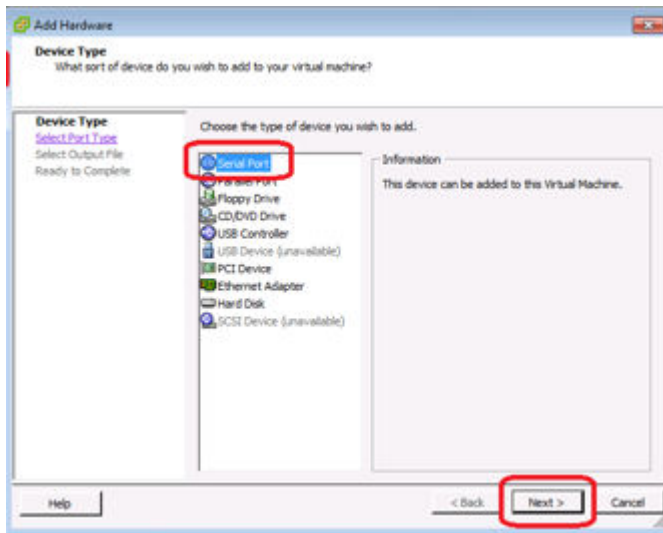 Add Hardware
Device Type
What sort of device do you wish to add to your virtual machine?
Device Type
Select Port Type
Select Output File
Ready to Complete
Choose the type of device you wish to add.
Serial Port
Parallel Port
Floppy Drive
CD/DVD Drive
USB Controller
USB Device (unavailable)
PCI Device
Ethernet Adapter
Hard Disk
SCSI Device (unavailable)
Information
This device can be added to this Virtual Machine.
Help
< Back
Next >
Cancel